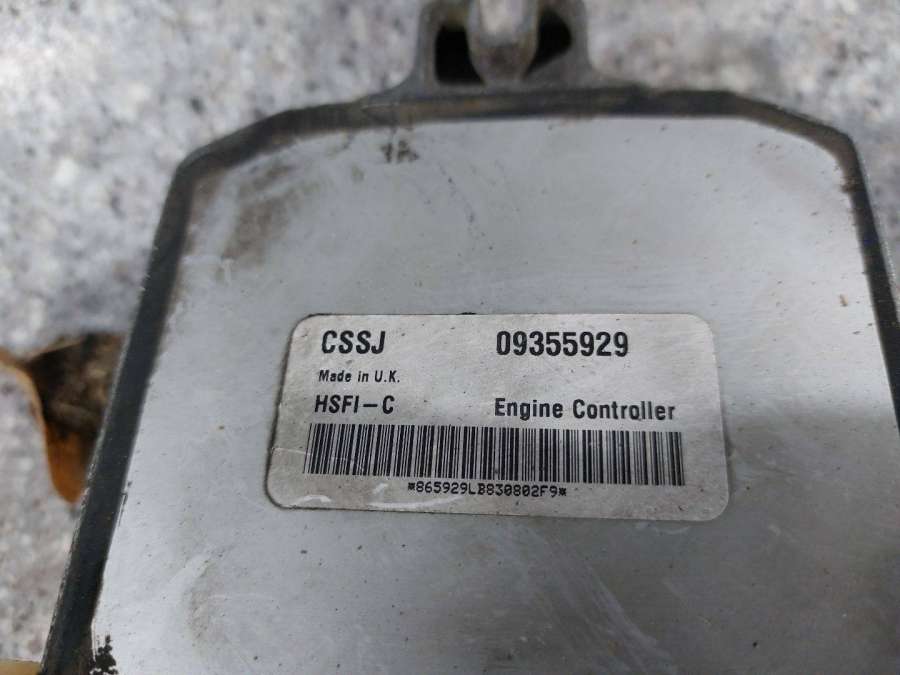 CSSJ 09355929
Made in U.K.
HSFI-C Engine Controller
*865929LB830802F9*